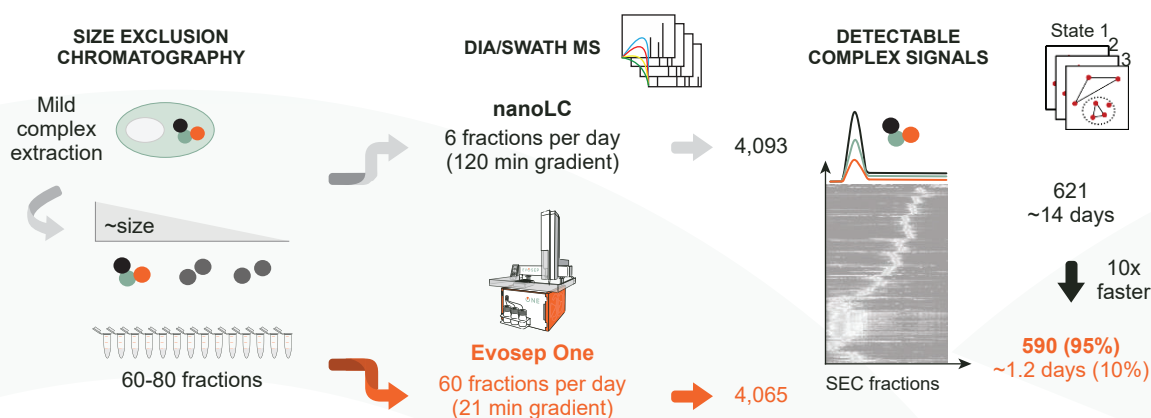 SIZE EXCLUSION
CHROMATOGRAPHY
Mild
complex
extraction
~size
60-80 fractions
DIA/SWATH MS
nanoLC
6 fractions per day
(120 min gradient)
4,093
Evosep One
60 fractions per day
(21 min gradient)
4,065
DETECTABLE
COMPLEX SIGNALS
SEC fractions
State 1
2
3
621
~14 days
10x
faster
590 (95%)
~1.2 days (10%)